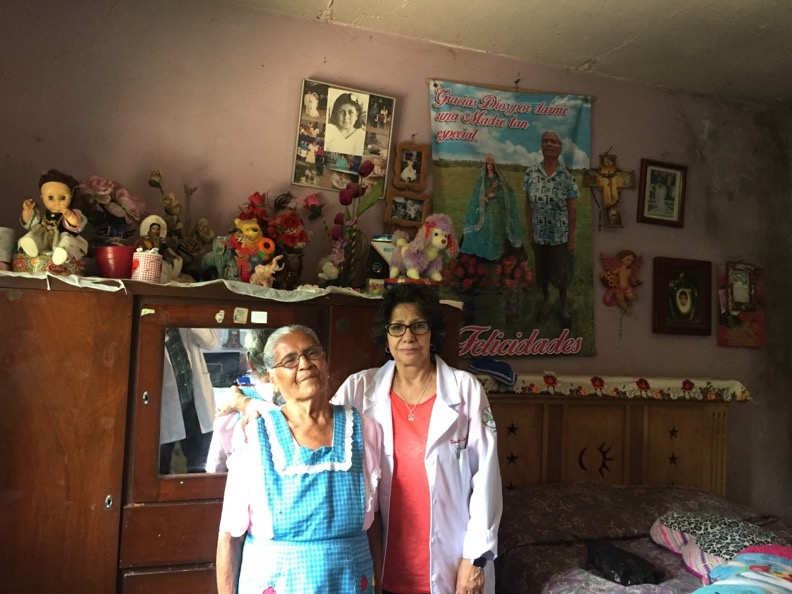 Gracias Dios por darme
una Madre tan
especial.
Felicidades